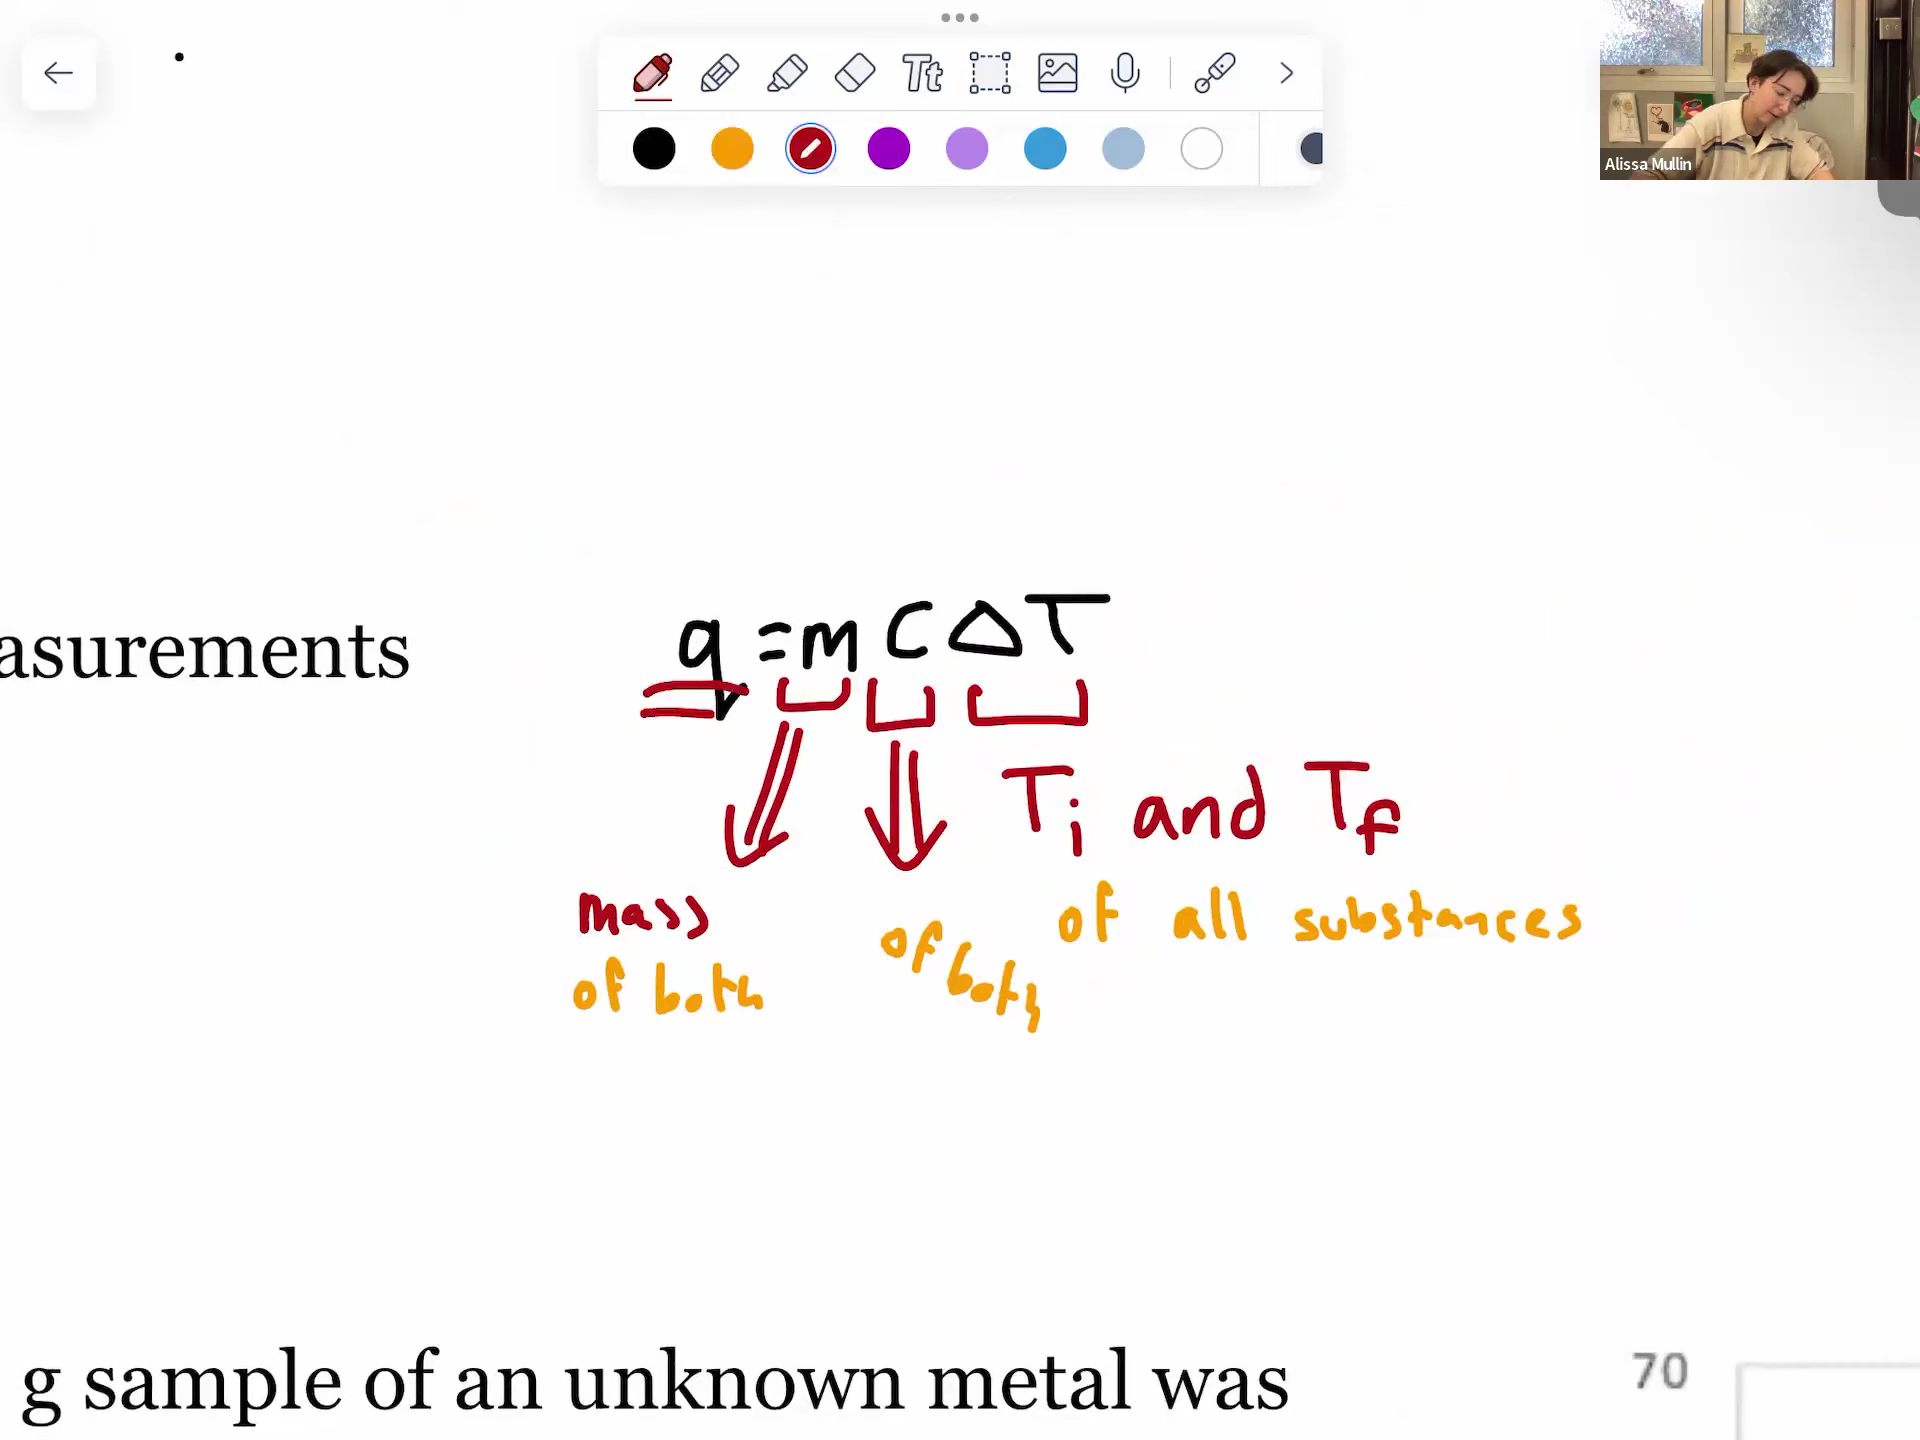 Tt
Alissa Mullin
asurements
q = m C Δ T
Ti and Tf
mass
of both
of both
of all substances
g sample of an unknown metal was
70